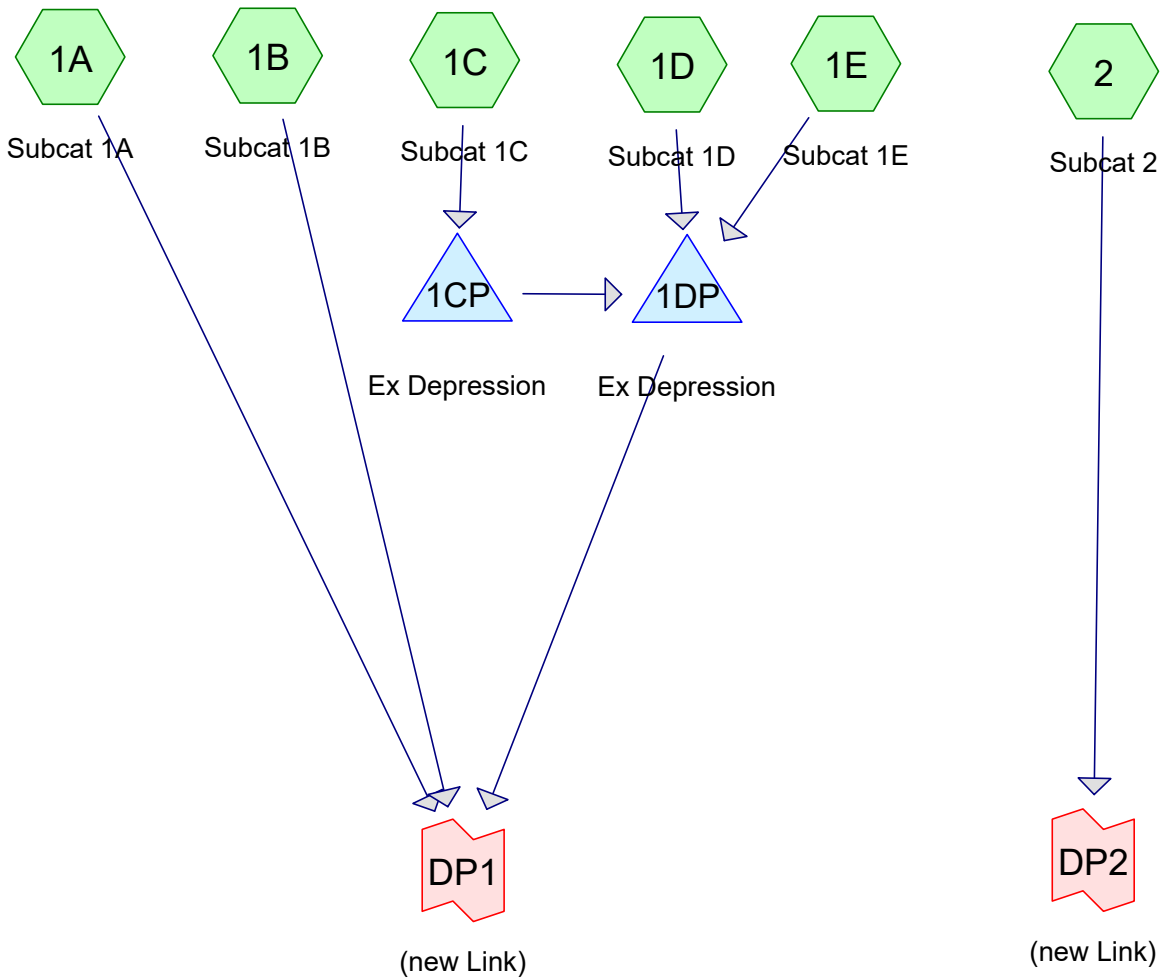 1A
1B
1C
1D
1E
2
Subcat 1A
Subcat 1B
Subcat 1C
Subcat 1D
Subcat 1E
Subcat 2
1CP
1DP
Ex Depression
Ex Depression
DP1
DP2
(new Link)
(new Link)